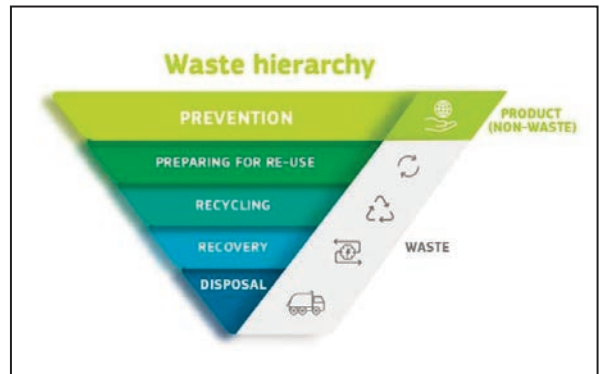 Waste hierarchy
PREVENTION
PRODUCT
(NON-WASTE)
PREPARING FOR RE-USE
RECYCLING
RECOVERY
WASTE
DISPOSAL